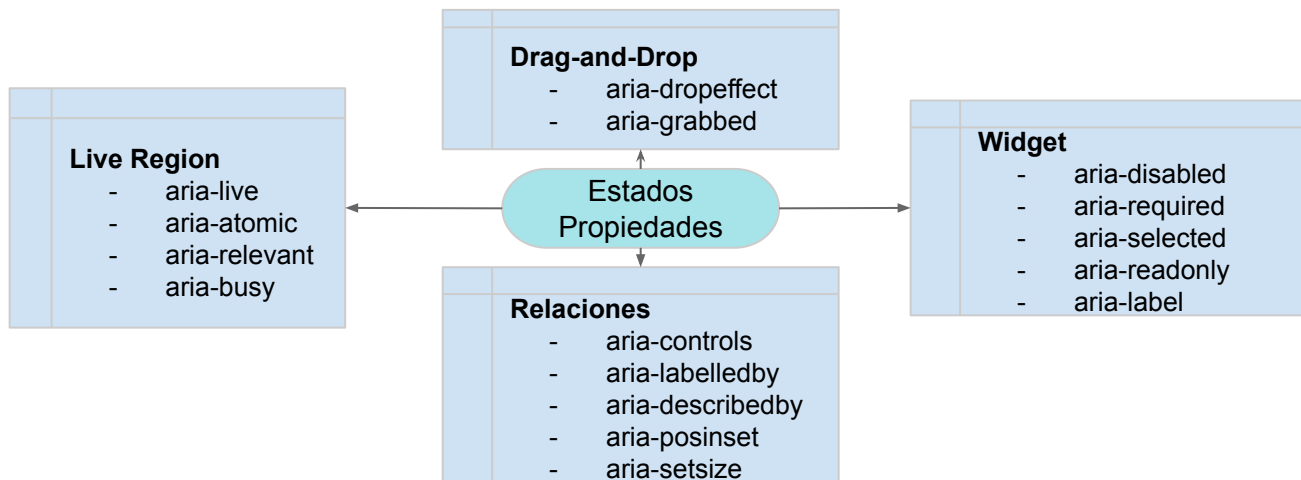 Drag-and-Drop
- aria-dropeffect
- aria-grabbed
Live Region
- aria-live
- aria-atomic
- aria-relevant
- aria-busy
Estados
Propiedades
Widget
- aria-disabled
- aria-required
- aria-selected
- aria-readonly
- aria-label
Relaciones
- aria-controls
- aria-labelledby
- aria-describedby
- aria-posinset
- aria-setsize